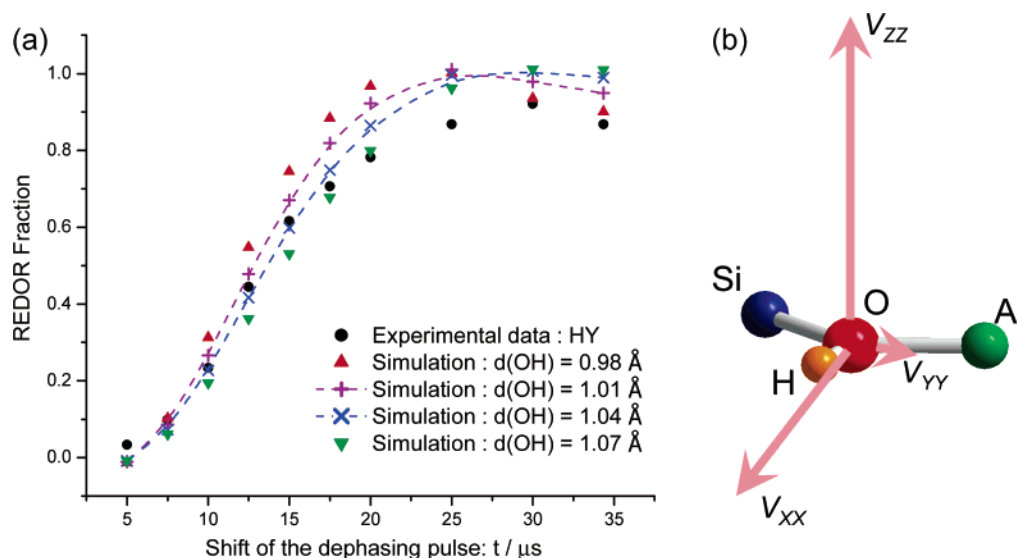 (a)
REDOR Fraction
1.0
0.8
0.6
0.4
0.2
0.0
5
10
15
20
25
30
35
Shift of the dephasing pulse: t / μs
Experimental data : HY
Simulation : d(OH) = 0.98 Å
Simulation : d(OH) = 1.01 Å
Simulation : d(OH) = 1.04 Å
Simulation : d(OH) = 1.07 Å
(b)
VZZ
Si
O
A
H
VYY
VXX